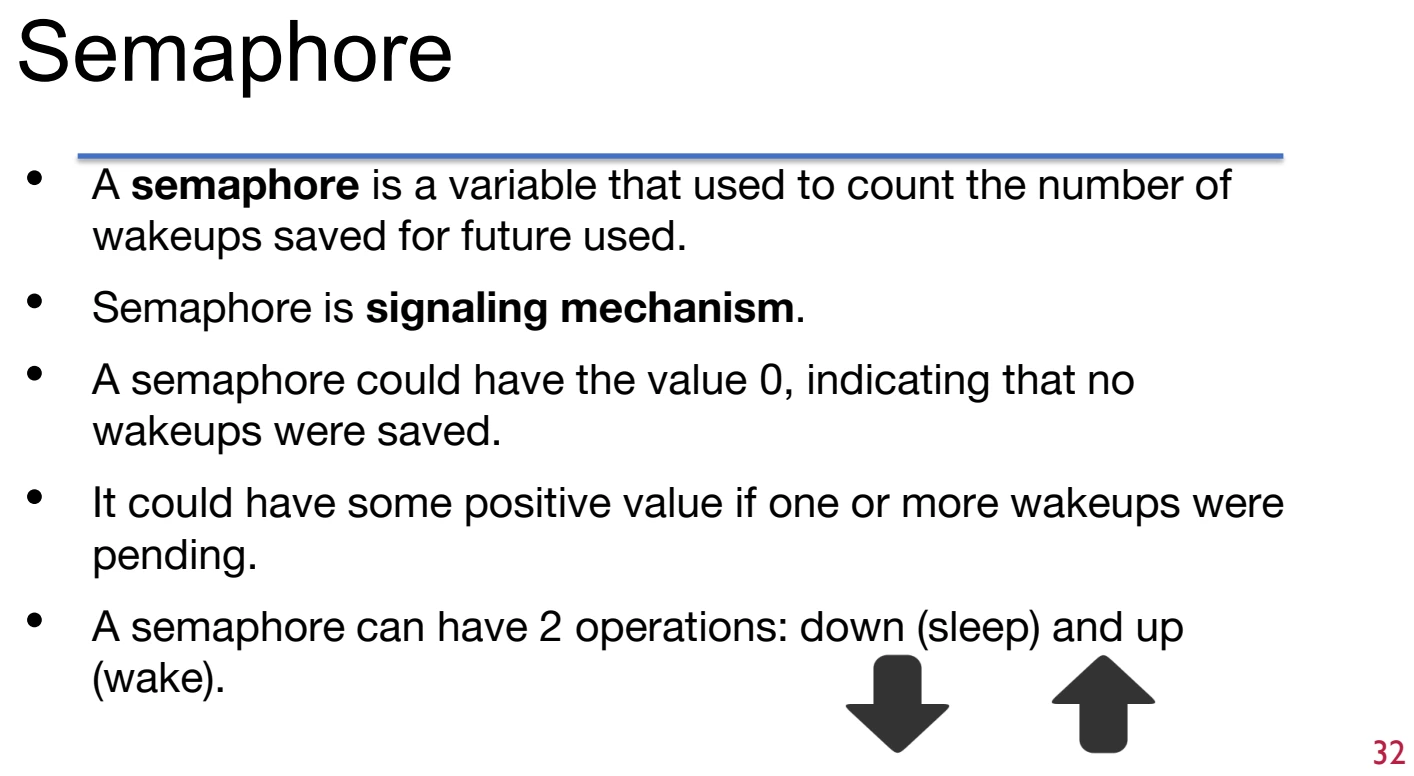 Semaphore
• A semaphore is a variable that used to count the number of
wakeups saved for future used.
• Semaphore is signaling mechanism.
• A semaphore could have the value 0, indicating that no
wakeups were saved.
• It could have some positive value if one or more wakeups were
pending.
• A semaphore can have 2 operations: down (sleep) and up
(wake).
32